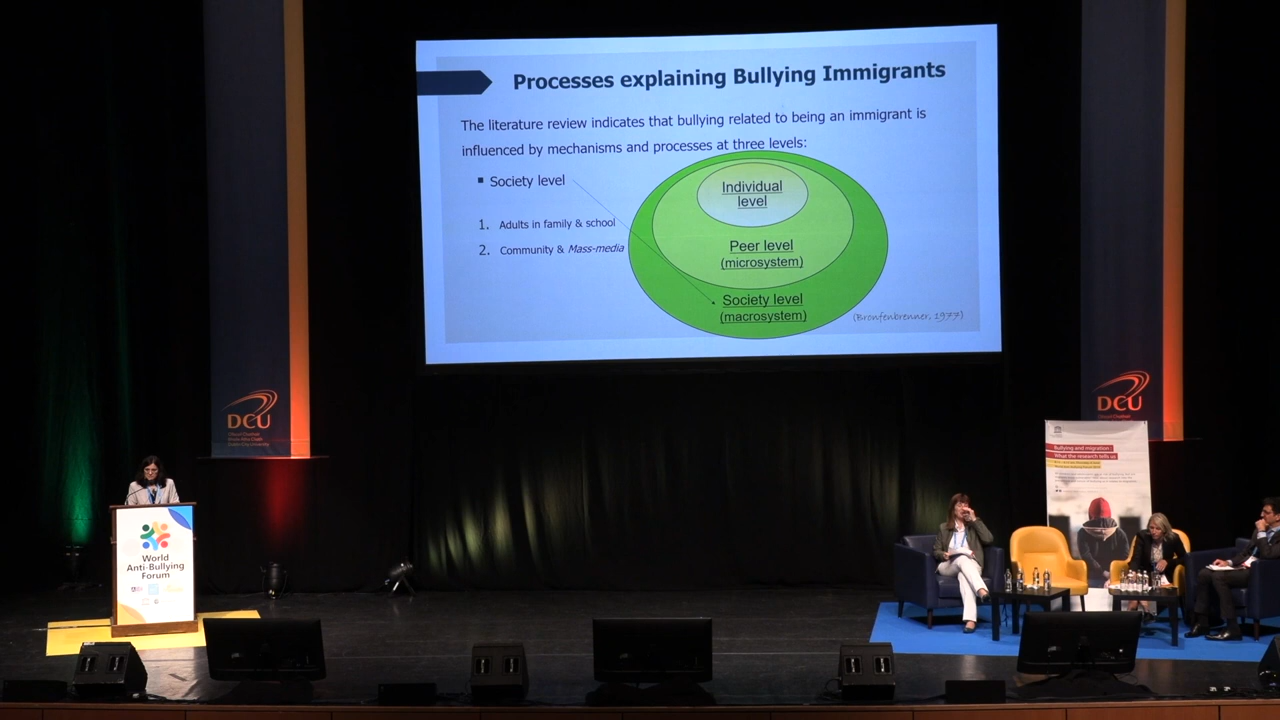 Processes explaining Bullying Immigrants
The literature review indicates that bullying related to being an immigrant is
influenced by mechanisms and processes at three levels:
▪ Society level
1. Adults in family & school
2. Community & Mass-media
Individual
level
Peer level
(microsystem)
Society level
(macrosystem)
(Bronfenbrenner, 1977)
DCU
DCU
World
Anti-Bullying
Forum
Bullying and migration:
What the research tells us